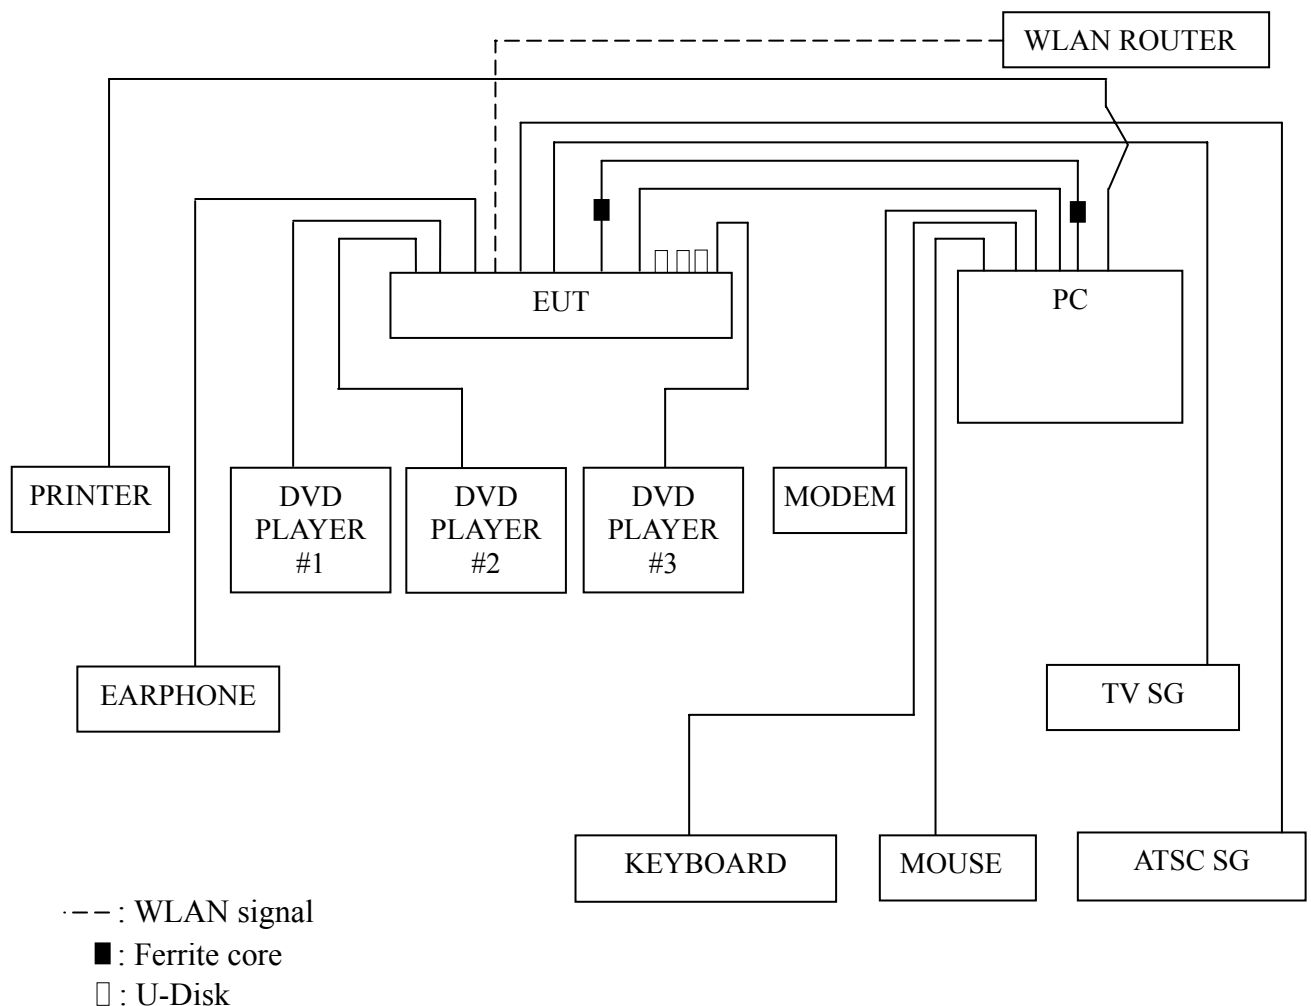 WLAN ROUTER
EUT
PC
PRINTER
DVD
PLAYER
#1
DVD
PLAYER
#2
DVD
PLAYER
#3
MODEM
EARPHONE
TV SG
KEYBOARD
MOUSE
ATSC SG
: WLAN signal
: Ferrite core
: U-Disk